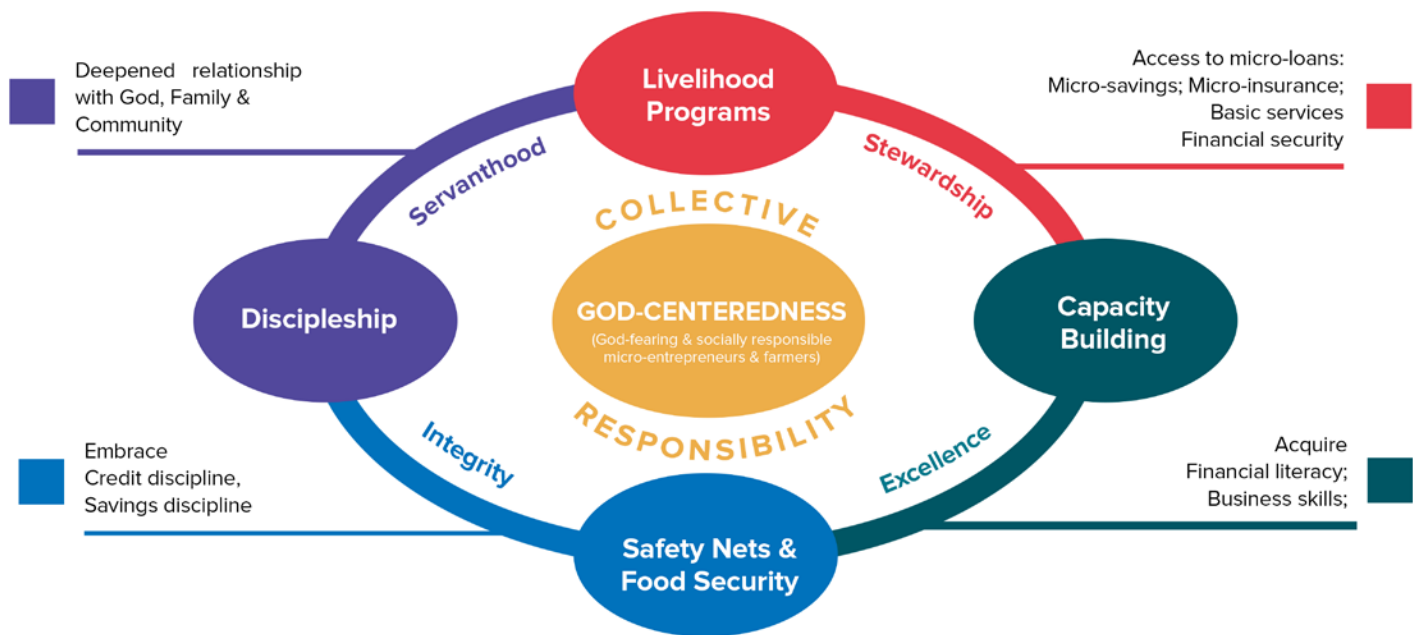 Deepened relationship
with God, Family &
Community
Livelihood
Programs
Access to micro-loans:
Micro-savings; Micro-insurance;
Basic services
Financial security
Servanthood
Stewardship
COLLECTIVE
Discipleship
GOD-CENTEREDNESS
(God-fearing & socially responsible
micro-entrepreneurs & farmers)
Capacity
Building
RESPONSIBILITY
Integrity
Excellence
Embrace
Credit discipline,
Savings discipline
Safety Nets &
Food Security
Acquire
Financial literacy;
Business skills;